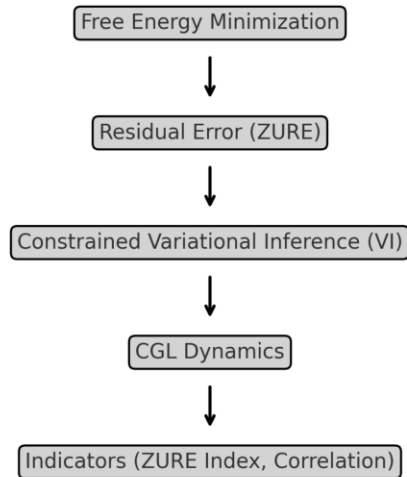 Free Energy Minimization
Residual Error (ZURE)
Constrained Variational Inference (VI)
CGL Dynamics
Indicators (ZURE Index, Correlation)